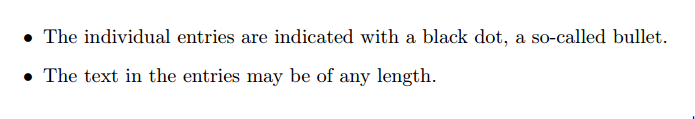 • The individual entries are indicated with a black dot, a so-called bullet.
• The text in the entries may be of any length.